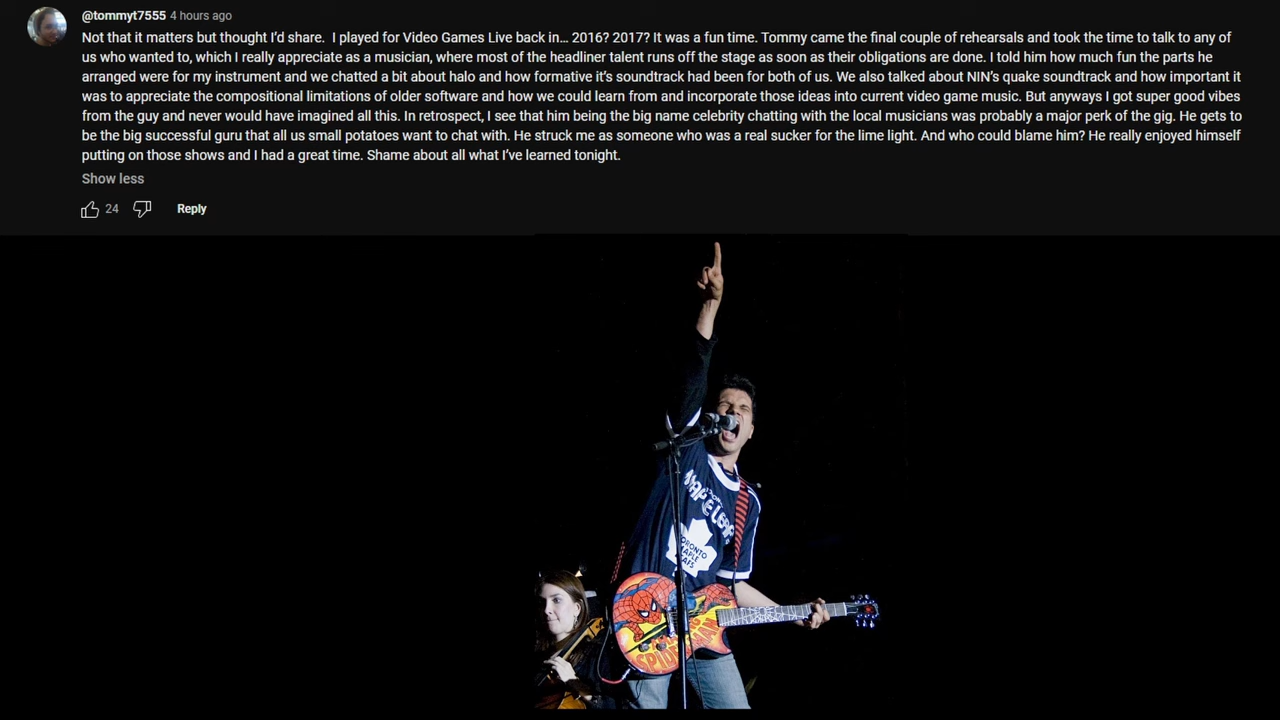 @tommyt7555 4 hours ago
Not that it matters but thought I'd share.  I played for Video Games Live back in... 2016? 2017? It was a fun time. Tommy came the final couple of rehearsals and took the time to talk to any of
us who wanted to, which I really appreciate as a musician, where most of the headliner talent runs off the stage as soon as their obligations are done. I told him how much fun the parts he
arranged were for my instrument and we chatted a bit about halo and how formative it's soundtrack had been for both of us. We also talked about NIN's quake soundtrack and how important it
was to appreciate the compositional limitations of older software and how we could learn from and incorporate those ideas into current video game music. But anyways I got super good vibes
from the guy and never would have imagined all this. In retrospect, I see that him being the big name celebrity chatting with the local musicians was probably a major perk of the gig. He gets to
be the big successful guru that all us small potatoes want to chat with. He struck me as someone who was a real sucker for the lime light. And who could blame him? He really enjoyed himself
putting on those shows and I had a great time. Shame about all what I've learned tonight.
Show less
24 Reply
TORONTO
MAPLE
LEAFS
SPIDER-MAN